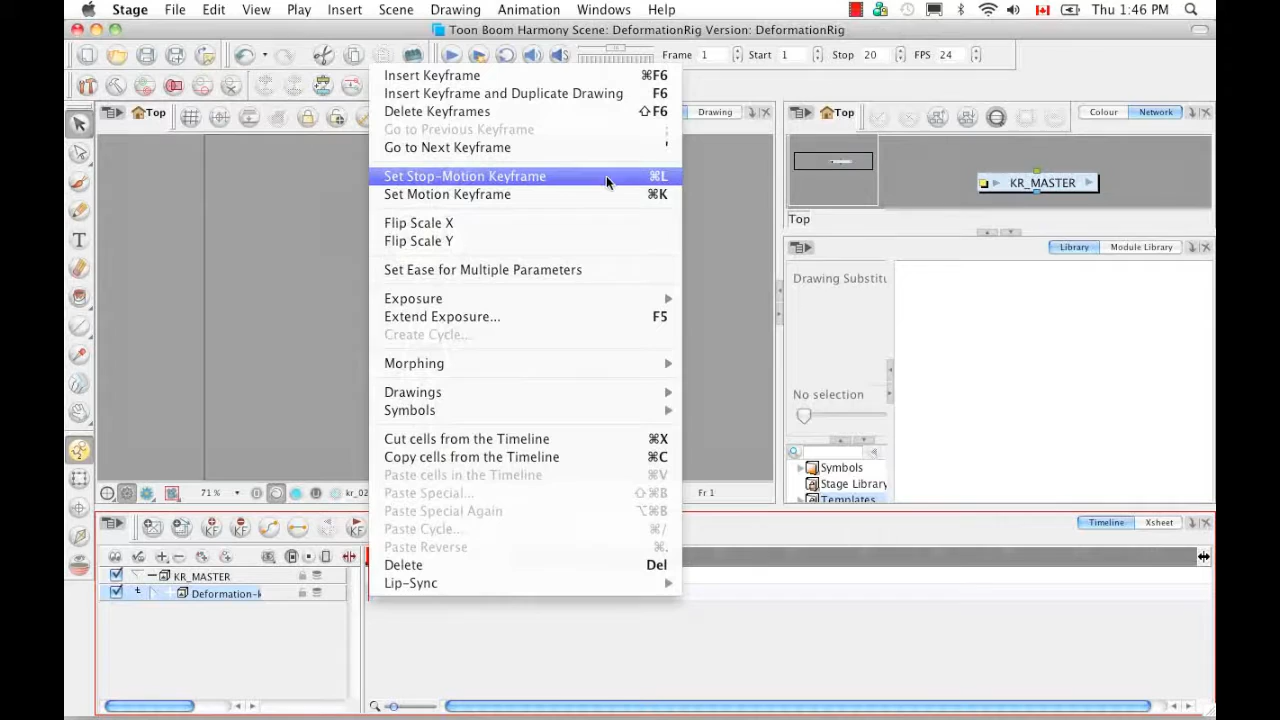 Stage File Edit View Play Insert Scene Drawing Animation Windows Help Thu 1:46 PM
Toon Boom Harmony Scene: DeformationRig Version: DeformationRig
Frame 1 Start 1 Stop 20 FPS 24
Top
Drawing
Top
Colour
Network
Insert Keyframe ⌘F6
Insert Keyframe and Duplicate Drawing F6
Delete Keyframes ⇧F6
Go to Previous Keyframe ;
Go to Next Keyframe '
Set Stop-Motion Keyframe ⌘L
Set Motion Keyframe ⌘K
Flip Scale X
Flip Scale Y
Set Ease for Multiple Parameters
Exposure
Extend Exposure... F5
Create Cycle...
Morphing
Drawings
Symbols
Cut cells from the Timeline ⌘X
Copy cells from the Timeline ⌘C
Paste cells in the Timeline ⌘V
Paste Special... ⇧⌘B
Paste Special Again ⌥⌘B
Paste Cycle... ⌘/
Paste Reverse ⌘.
Delete Del
Lip-Sync
KR_MASTER
Top
Library
Module Library
Drawing Substitu
No selection
Symbols
Stage Library
Templates
71%
kr_02
Fr 1
Timeline
Xsheet
KF
KF
KF
KR_MASTER
Deformation-k